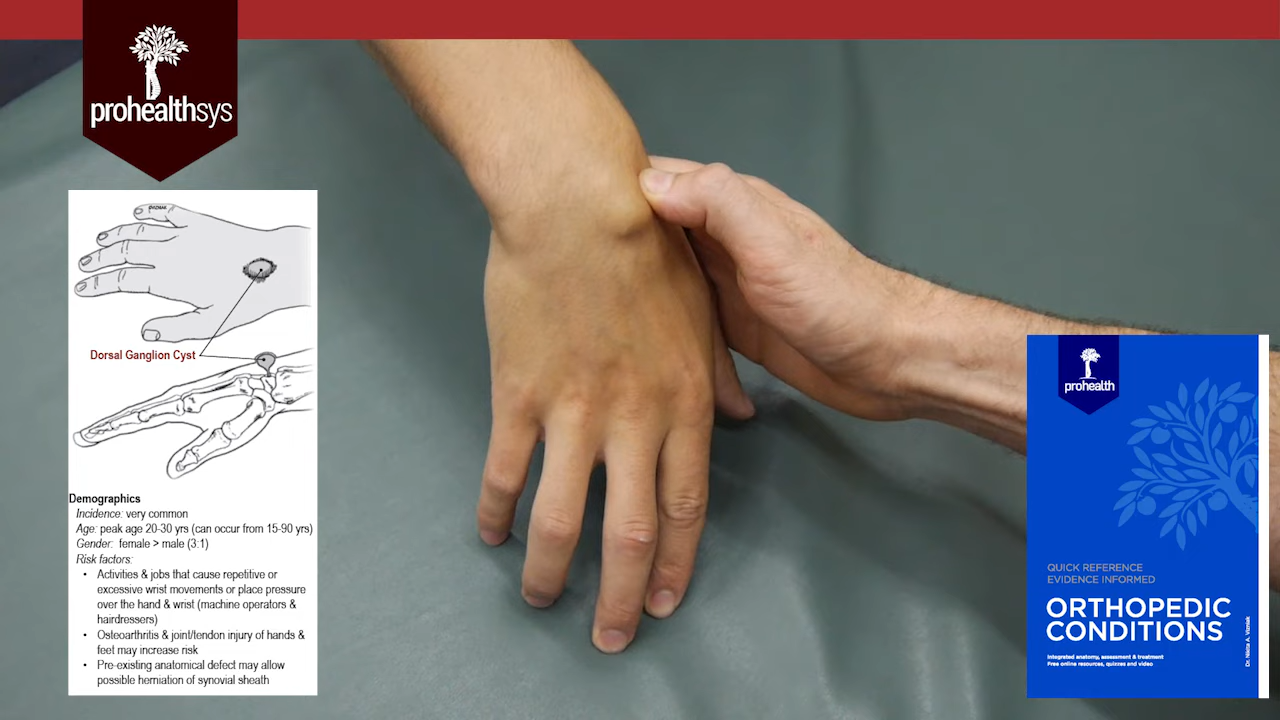 prohealthsys
Dorsal Ganglion Cyst
Demographics
Incidence: very common
Age: peak age 20-30 yrs (can occur from 15-90 yrs)
Gender: female > male (3:1)
Risk factors:
• Activities & jobs that cause repetitive or
excessive wrist movements or place pressure
over the hand & wrist (machine operators &
hairdressers)
• Osteoarthritis & joint/tendon injury of hands &
feet may increase risk
• Pre-existing anatomical defect may allow
possible herniation of synovial sheath
prohealth
QUICK REFERENCE
EVIDENCE INFORMED
ORTHOPEDIC
CONDITIONS
Integrated anatomy, assessment & treatment
Free online resources, quizzes and video
Dr. Nikita A. Vizniak